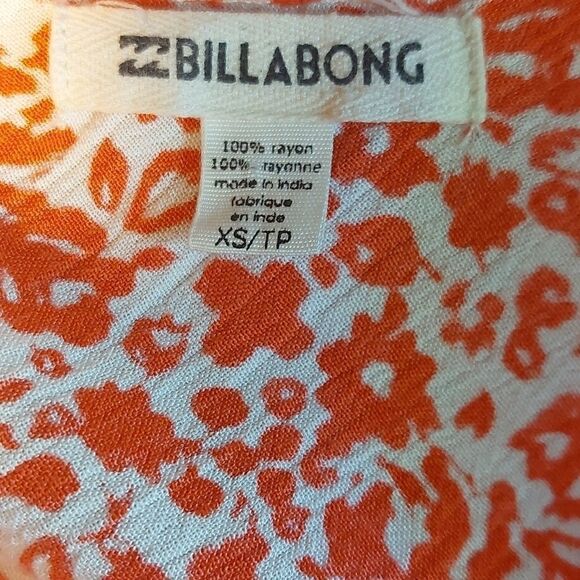 BILLABONG
100% rayon
100% rayonne
made in india
fabrique
en inde
XS/TP